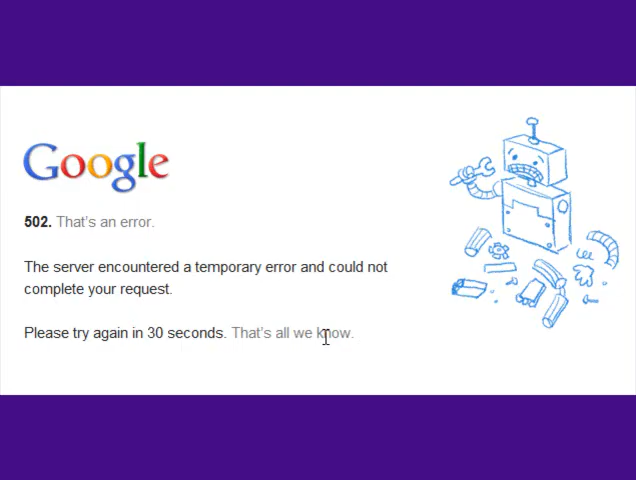 Google
502. That's an error.
The server encountered a temporary error and could not
complete your request.
Please try again in 30 seconds. That's all we know.